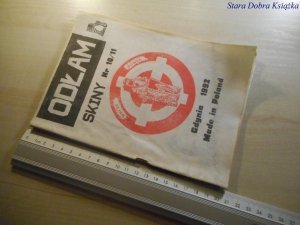 Stara Dobra Książka
ODŁAM
SKINY Nr 10/11
Gdynia 1992
Made in Poland